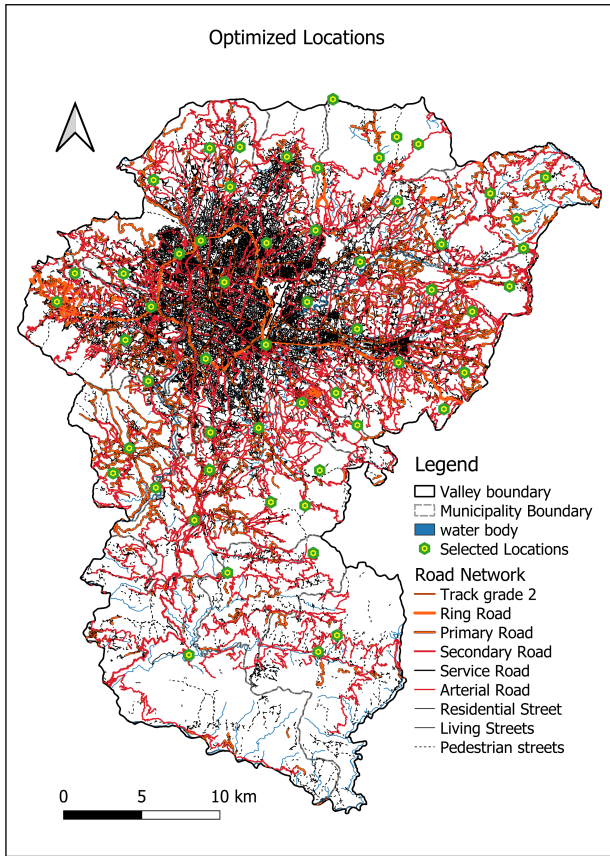 Optimized Locations
Legend
Valley boundary
Municipality Boundary
water body
Selected Locations
Road Network
Track grade 2
Ring Road
Primary Road
Secondary Road
Service Road
Arterial Road
Residential Street
Living Streets
Pedestrian streets
0 5 10 km